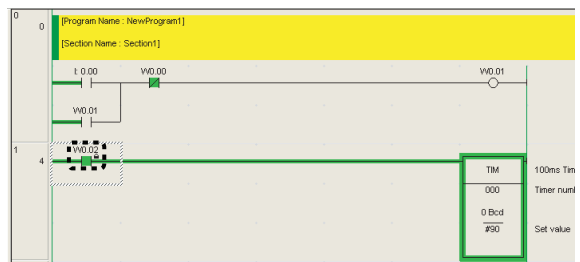 0
0
[Program Name : NewProgram1]
[Section Name : Section1]
I: 0.00
W0.00
W0.01
W0.01
1
4
W0.02
TIM
100ms Tim
000
Timer numl
0 Bcd
#90
Set value